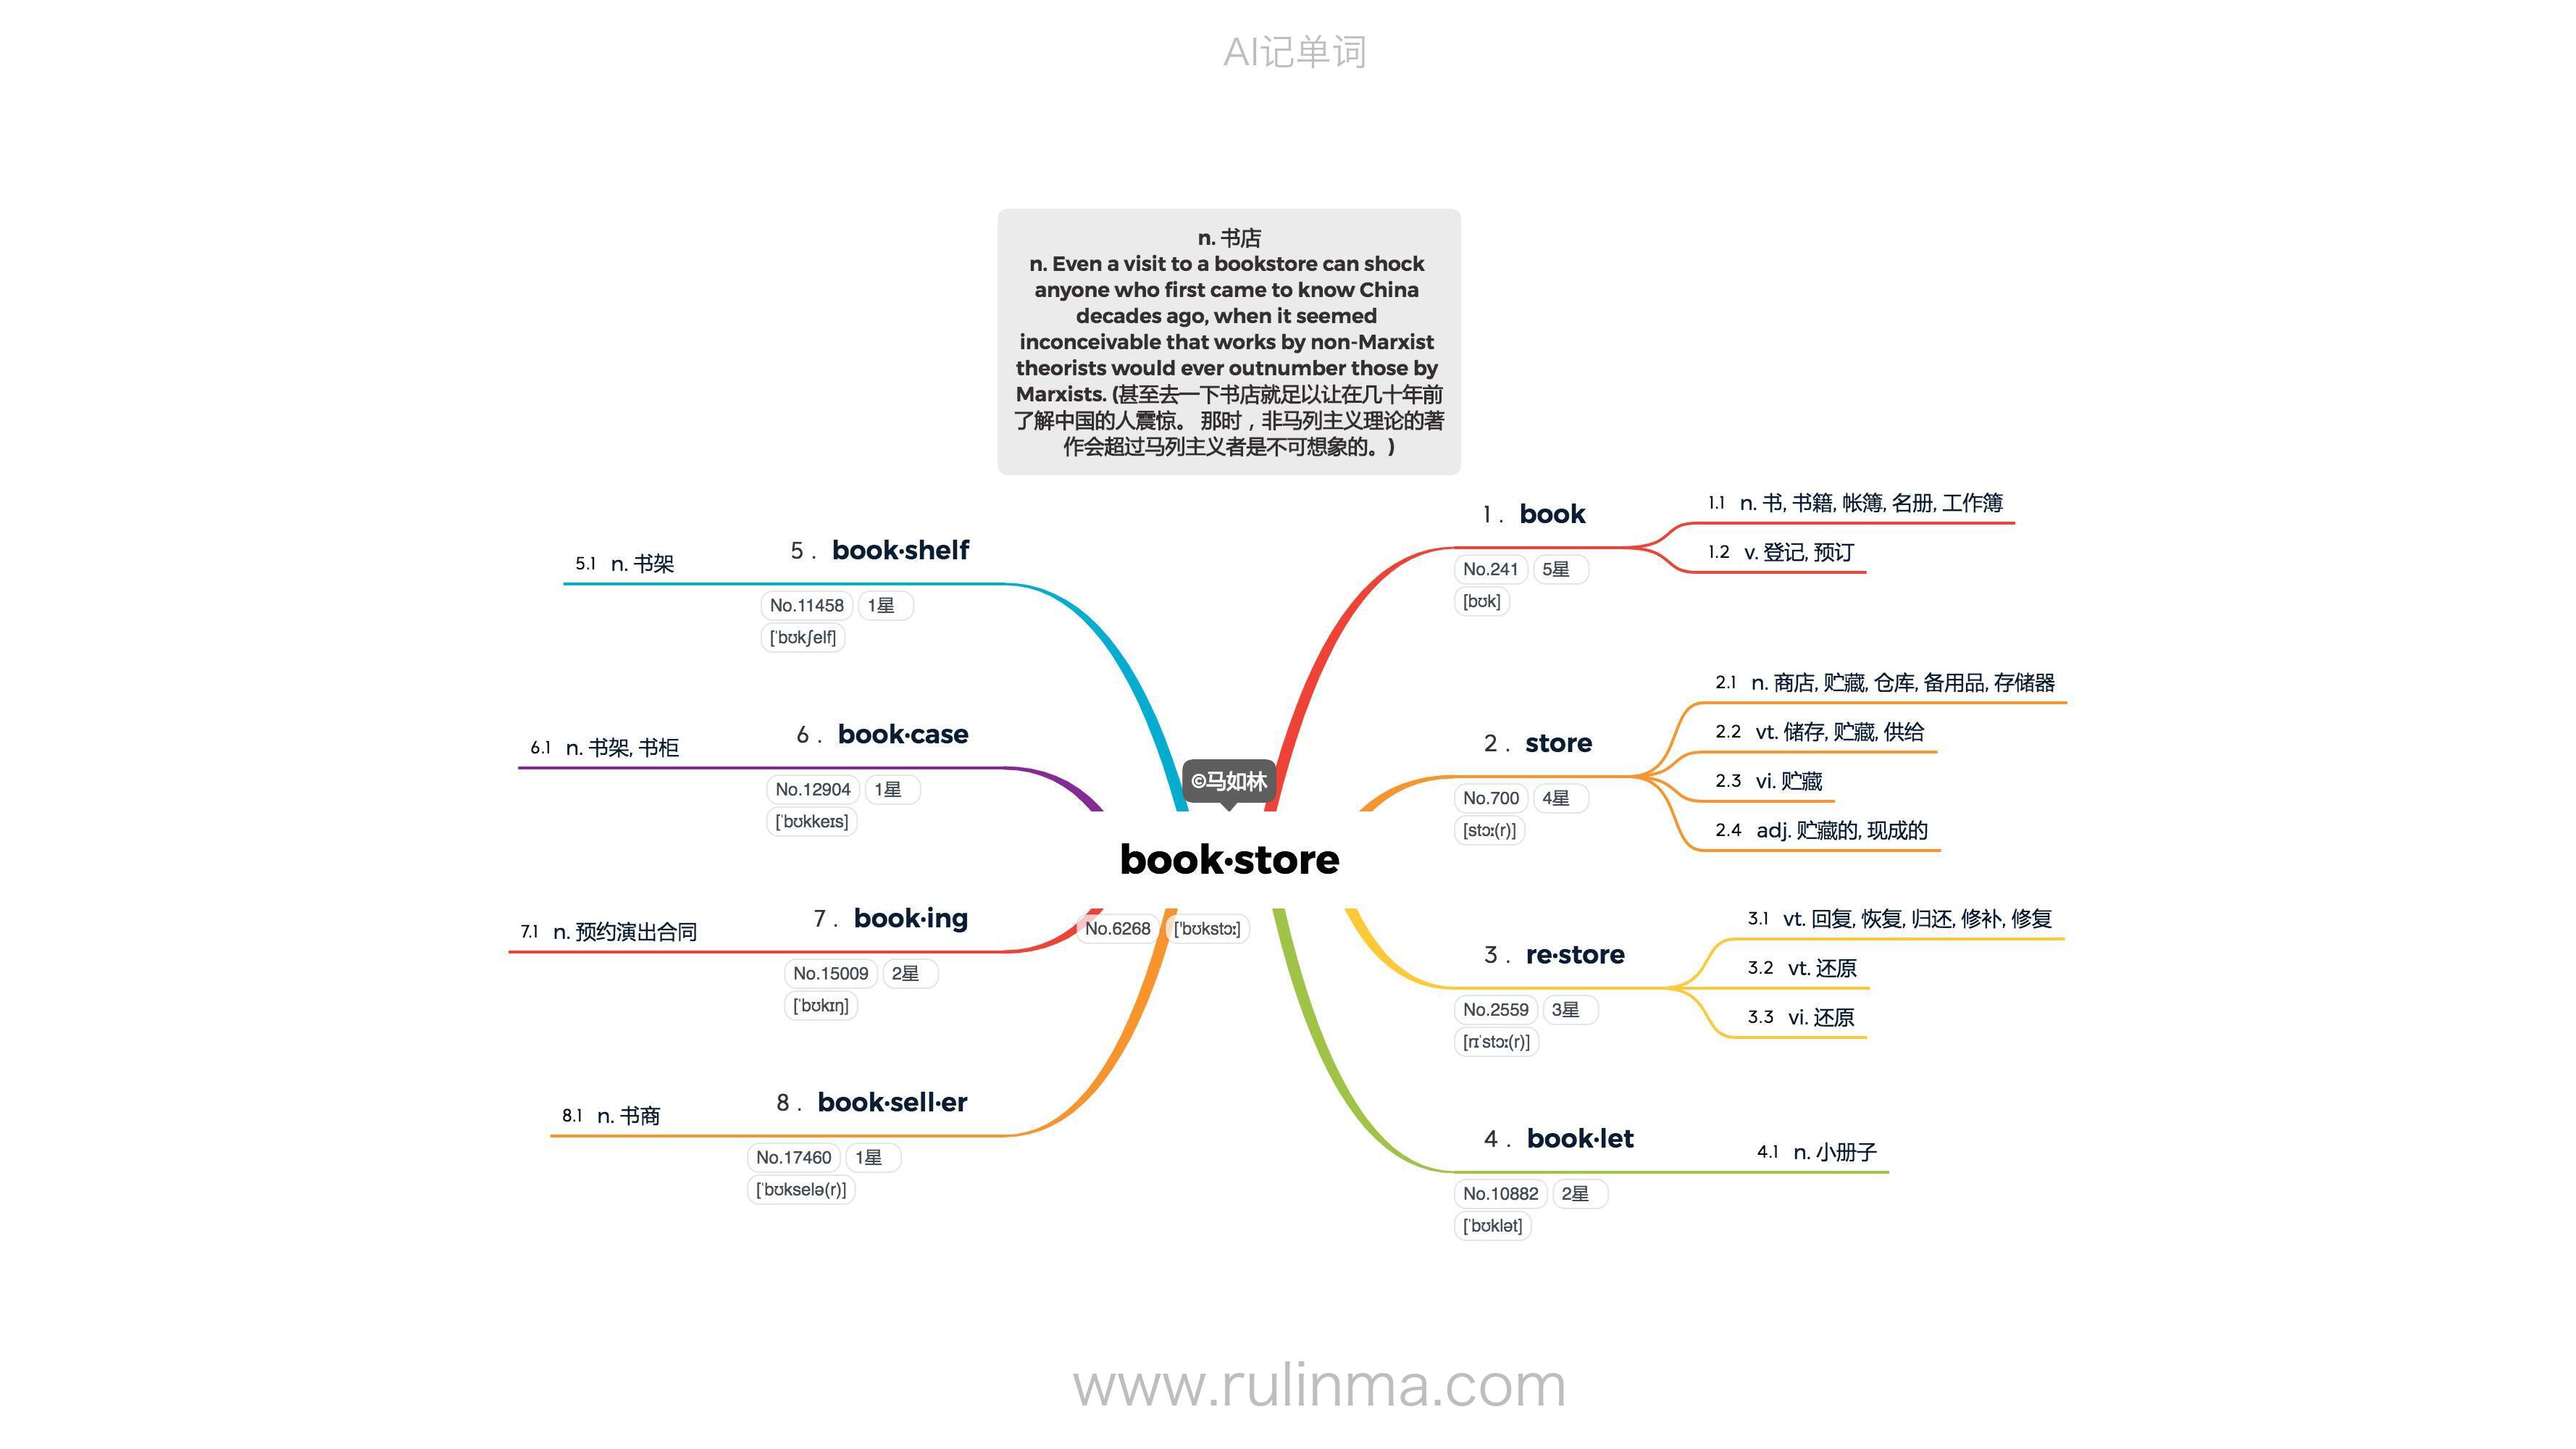 AI记单词
n. 书店
n. Even a visit to a bookstore can shock
anyone who first came to know China
decades ago, when it seemed
inconceivable that works by non-Marxist
theorists would ever outnumber those by
Marxists. (甚至去一下书店就足以让在几十年前
了解中国的人震惊。 那时，非马列主义理论的著
作会超过马列主义者是不可想象的。)
©马如林
book·store
No.6268 ['bʊkstɔː]
1 . book
No.241 5星
[bʊk]
1.1 n. 书, 书籍, 帐簿, 名册, 工作簿
1.2 v. 登记, 预订
2 . store
No.700 4星
[stɔː(r)]
2.1 n. 商店, 贮藏, 仓库, 备用品, 存储器
2.2 vt. 储存, 贮藏, 供给
2.3 vi. 贮藏
2.4 adj. 贮藏的, 现成的
3 . re·store
No.2559 3星
[rɪˈstɔː(r)]
3.1 vt. 回复, 恢复, 归还, 修补, 修复
3.2 vt. 还原
3.3 vi. 还原
4 . book·let
No.10882 2星
[ˈbʊklət]
4.1 n. 小册子
5 . book·shelf
No.11458 1星
[ˈbʊkʃelf]
5.1 n. 书架
6 . book·case
No.12904 1星
[ˈbʊkkeɪs]
6.1 n. 书架, 书柜
7 . book·ing
No.15009 2星
[ˈbʊkɪŋ]
7.1 n. 预约演出合同
8 . book·sell·er
No.17460 1星
[ˈbʊkselə(r)]
8.1 n. 书商
www.rulinma.com